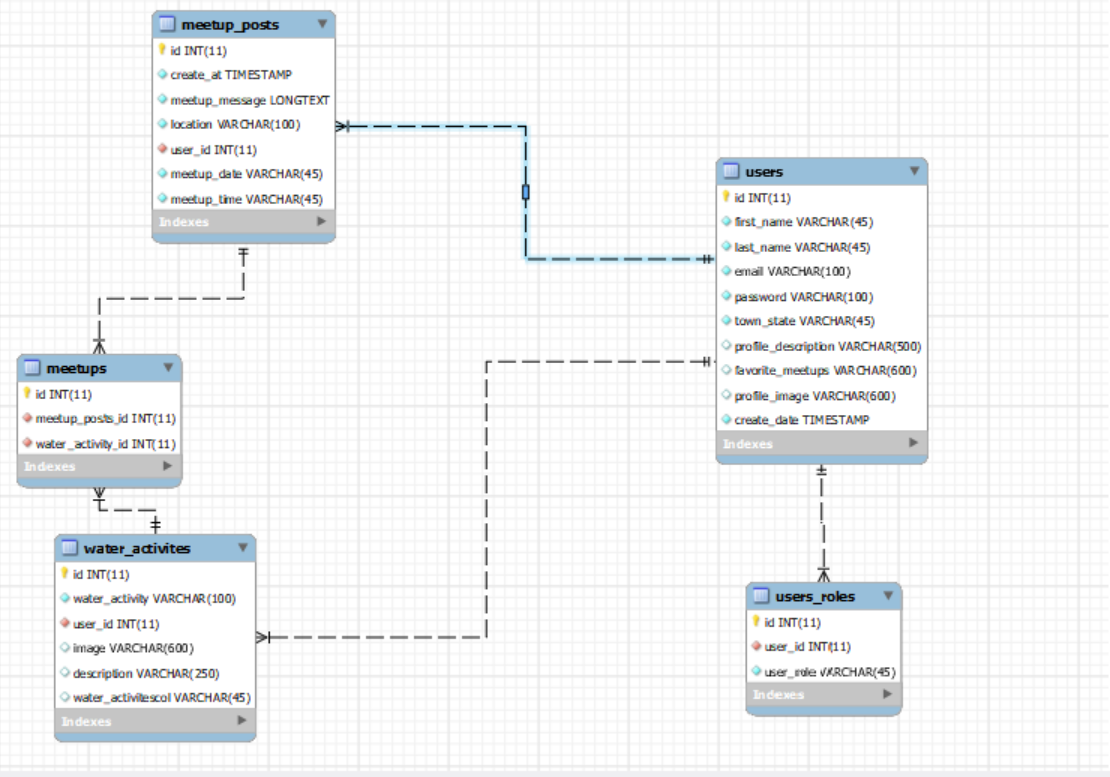 meetup_posts
id INT(11)
create_at TIMESTAMP
meetup_message LONGTEXT
location VARCHAR(100)
user_id INT(11)
meetup_date VARCHAR(45)
meetup_time VARCHAR(45)
Indexes
users
id INT(11)
first_name VARCHAR(45)
last_name VARCHAR(45)
email VARCHAR(100)
password VARCHAR(100)
town_state VARCHAR(45)
profile_description VARCHAR(500)
favorite_meetups VARCHAR(600)
profile_image VARCHAR(600)
create_date TIMESTAMP
Indexes
meetups
id INT(11)
meetup_posts_id INT(11)
water_activity_id INT(11)
Indexes
water_activites
id INT(11)
water_activity VARCHAR(100)
user_id INT(11)
image VARCHAR(600)
description VARCHAR(250)
water_activitescol VARCHAR(45)
Indexes
users_roles
id INT(11)
user_id INT(11)
user_role VARCHAR(45)
Indexes